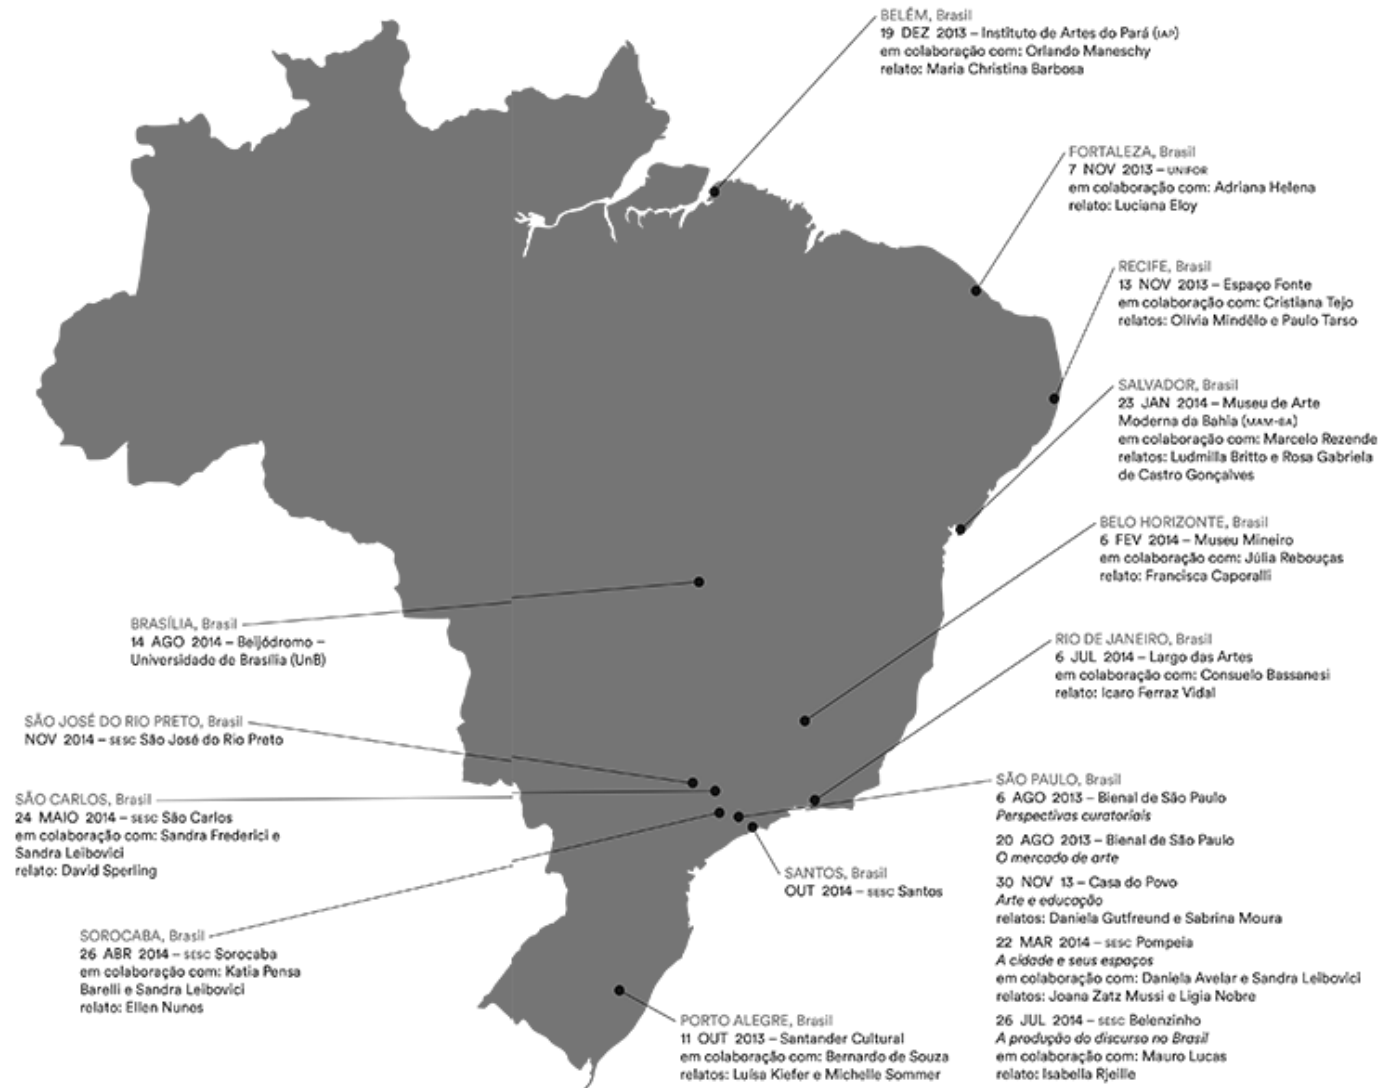 BELÉM, Brasil
19 DEZ 2013 – Instituto de Artes do Pará (IAP)
em colaboração com: Orlando Maneschy
relato: Maria Christina Barbosa
FORTALEZA, Brasil
7 NOV 2013 – UNIFOR
em colaboração com: Adriana Helena
relato: Luciana Eloy
RECIFE, Brasil
13 NOV 2013 – Espaço Fonte
em colaboração com: Cristiana Tejo
relatos: Olívia Mindêlo e Paulo Tarso
SALVADOR, Brasil
23 JAN 2014 – Museu de Arte
Moderna da Bahia (MAM-BA)
em colaboração com: Marcelo Rezende
relatos: Ludmilla Britto e Rosa Gabriela
de Castro Gonçalves
BELO HORIZONTE, Brasil
6 FEV 2014 – Museu Mineiro
em colaboração com: Júlia Rebouças
relato: Francisca Caporalli
RIO DE JANEIRO, Brasil
6 JUL 2014 – Largo das Artes
em colaboração com: Consuelo Bassanesi
relato: Icaro Ferraz Vidal
SÃO PAULO, Brasil
6 AGO 2013 – Bienal de São Paulo
Perspectivas curatoriais
20 AGO 2013 – Bienal de São Paulo
O mercado de arte
30 NOV 13 – Casa do Povo
Arte e educação
relatos: Daniela Gutfreund e Sabrina Moura
22 MAR 2014 – SESC Pompeia
A cidade e seus espaços
em colaboração com: Daniela Avelar e Sandra Leibovici
relatos: Joana Zatz Mussi e Ligia Nobre
26 JUL 2014 – SESC Belenzinho
A produção do discurso no Brasil
em colaboração com: Mauro Lucas
relato: Isabella Rjeille
SANTOS, Brasil
OUT 2014 – SESC Santos
PORTO ALEGRE, Brasil
11 OUT 2013 – Santander Cultural
em colaboração com: Bernardo de Souza
relatos: Luísa Kiefer e Michelle Sommer
BRASÍLIA, Brasil
14 AGO 2014 – Beijódromo –
Universidade de Brasília (UnB)
SÃO JOSÉ DO RIO PRETO, Brasil
NOV 2014 – SESC São José do Rio Preto
SÃO CARLOS, Brasil
24 MAIO 2014 – SESC São Carlos
em colaboração com: Sandra Frederici e
Sandra Leibovici
relato: David Sperling
SOROCABA, Brasil
26 ABR 2014 – SESC Sorocaba
em colaboração com: Katia Pensa
Barelli e Sandra Leibovici
relato: Ellen Nunes